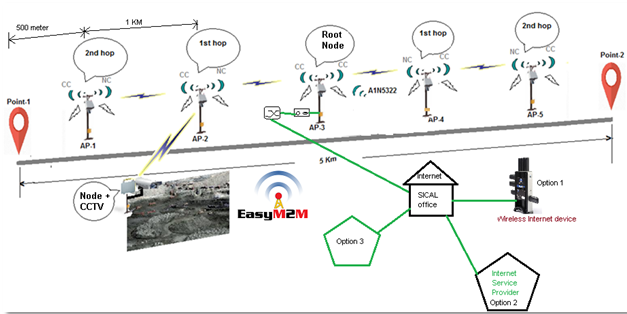 500 meter
1 KM
2nd hop
1st hop
Root
Node
1st hop
2nd hop
Point-2
CC
NC
CC
NC
CC
CC
NC
CC
NC
CC
A1N5322
Point-1
AP-1
AP-2
AP-3
AP-4
AP-5
5 Km
Node +
CCTV
EasyM2M
Internet
SICAL
office
Option 1
Wireless Internet device
Option 3
Internet
Service
Provider
Option 2